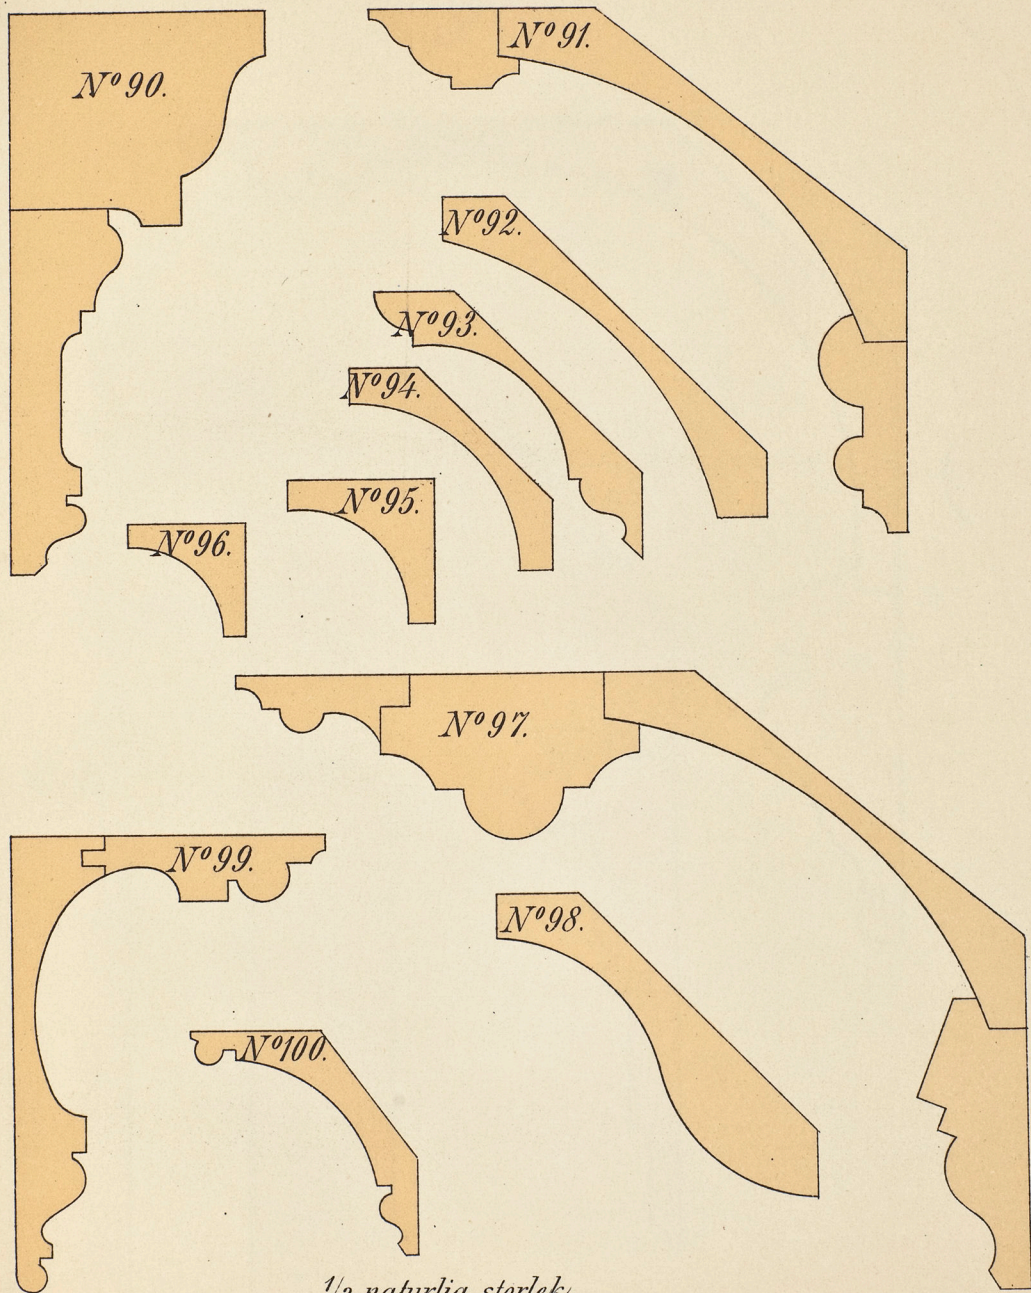 Nº 90.
Nº 91.
Nº 92.
Nº 93.
Nº 94.
Nº 95.
Nº 96.
Nº 97.
Nº 99.
Nº 98.
Nº 100.
1/2 naturlig storlek